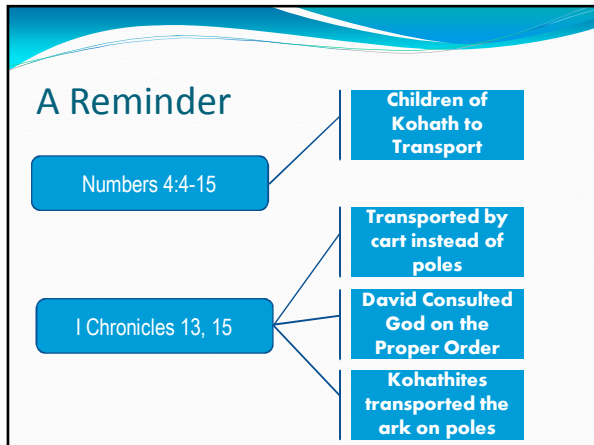 A Reminder
Numbers 4:4-15
Children of
Kohath to
Transport
I Chronicles 13, 15
Transported by
cart instead of
poles
David Consulted
God on the
Proper Order
Kohathites
transported the
ark on poles